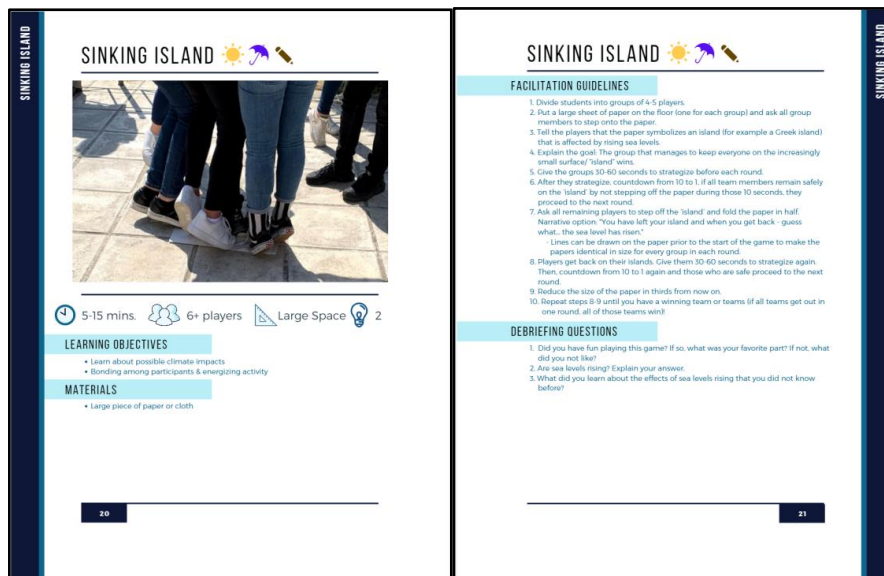 SINKING ISLAND
SINKING ISLAND
5-15 mins.
6+ players
Large Space
2
LEARNING OBJECTIVES
• Learn about possible climate impacts
• Bonding among participants & energizing activity
MATERIALS
• Large piece of paper or cloth
20
SINKING ISLAND
SINKING ISLAND
FACILITATION GUIDELINES
1. Divide students into groups of 4-5 players.
2. Put a large sheet of paper on the floor (one for each group) and ask all group
members to step onto the paper.
3. Tell the players that the paper symbolizes an island (for example a Greek island)
that is affected by rising sea levels.
4. Explain the goal: The group that manages to keep everyone on the increasingly
small surface/ "island" wins.
5. Give the groups 30-60 seconds to strategize before each round.
6. After they strategize, countdown from 10 to 1, if all team members remain safely
on the 'island' by not stepping off the paper during those 10 seconds, they
proceed to the next round.
7. Ask all remaining players to step off the 'island' and fold the paper in half.
Narrative option: "You have left your island and when you get back - guess
what... the sea level has risen."
- Lines can be drawn on the paper prior to the start of the game to make the
papers identical in size for every group in each round.
8. Players get back on their islands. Give them 30-60 seconds to strategize again.
Then, countdown from 10 to 1 again and those who are safe proceed to the next
round.
9. Reduce the size of the paper in thirds from now on.
10. Repeat steps 8-9 until you have a winning team or teams (if all teams get out in
one round, all of those teams win)!
DEBRIEFING QUESTIONS
1. Did you have fun playing this game? If so, what was your favorite part? If not, what
did you not like?
2. Are sea levels rising? Explain your answer.
3. What did you learn about the effects of sea levels rising that you did not know
before?
21